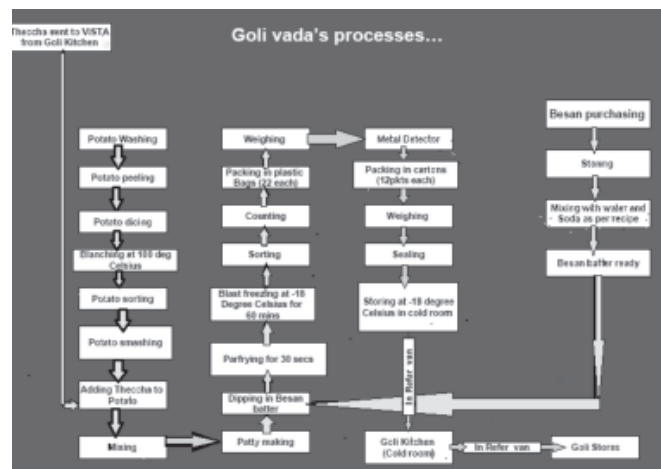 Theccha sent to VISTA
from Goli Kitchen
Goli vada's processes...
Potato Washing
Potato peeling
Potato dicing
Blanching at 100 deg
Celsius
Potato sorting
Potato smashing
Adding Theccha to
Potato
Mixing
Weighing
Packing in plastic
Bags (22 each)
Counting
Sorting
Blast freezing at -18
Degree Celsius for
60 mins
Parfrying for 30 secs
Dipping in Besan
batter
Patty making
Metal Detector
Packing in cartons
(12pkts each)
Weighing
Sealing
Storing at -18 degree
Celsius in cold room
In Refer van
Goli Kitchen
(Cold room)
In Refer van
Goli Stores
Besan purchasing
Storing
Mixing with water and
Soda as per recipe
Besan batter ready